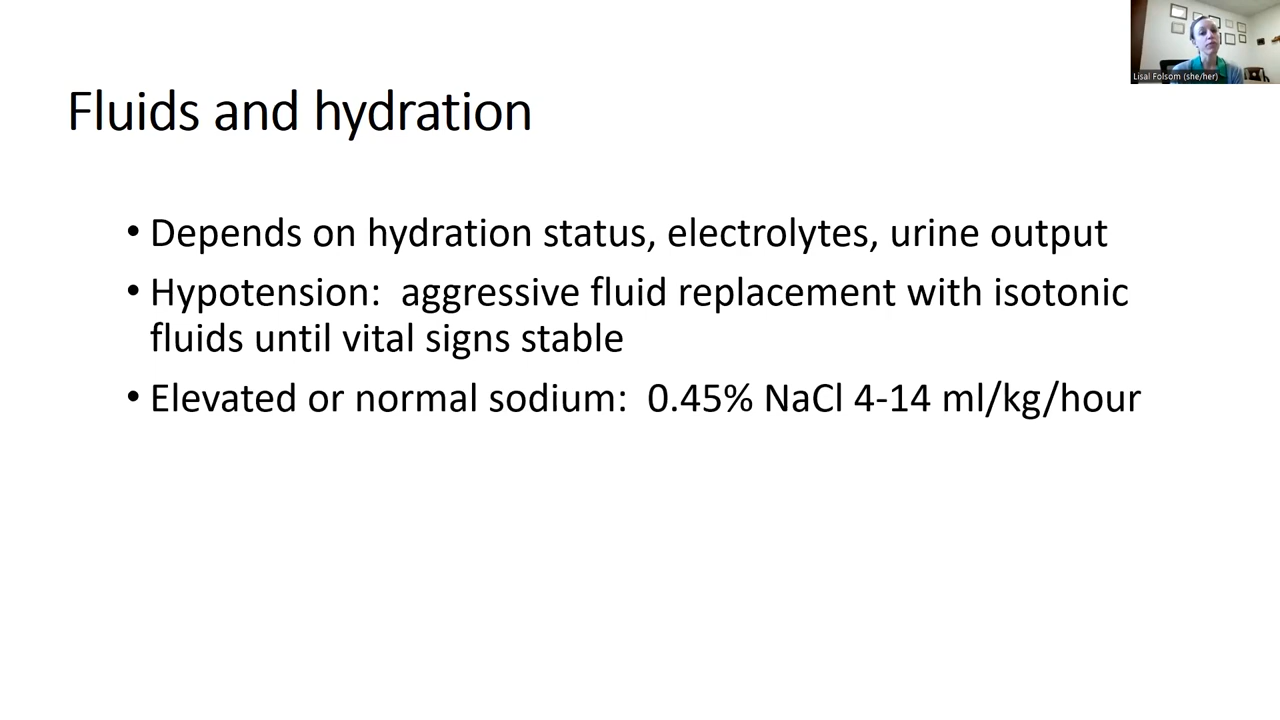 Lisal Folsom (she/her)
Fluids and hydration
• Depends on hydration status, electrolytes, urine output
• Hypotension:  aggressive fluid replacement with isotonic
fluids until vital signs stable
• Elevated or normal sodium:  0.45% NaCl 4-14 ml/kg/hour